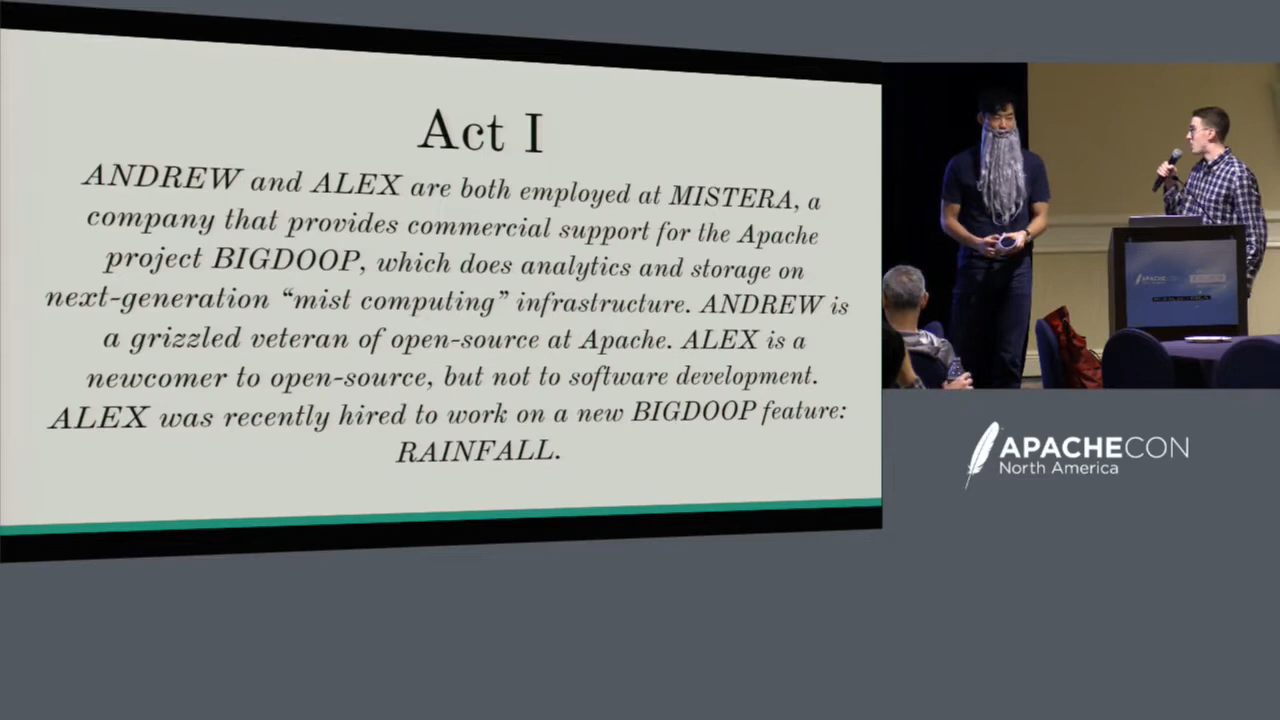 Act I
ANDREW and ALEX are both employed at MISTERA, a
company that provides commercial support for the Apache
project BIGDOOP, which does analytics and storage on
next-generation “mist computing” infrastructure. ANDREW is
a grizzled veteran of open-source at Apache. ALEX is a
newcomer to open-source, but not to software development.
ALEX was recently hired to work on a new BIGDOOP feature:
RAINFALL.
APACHECON
North America